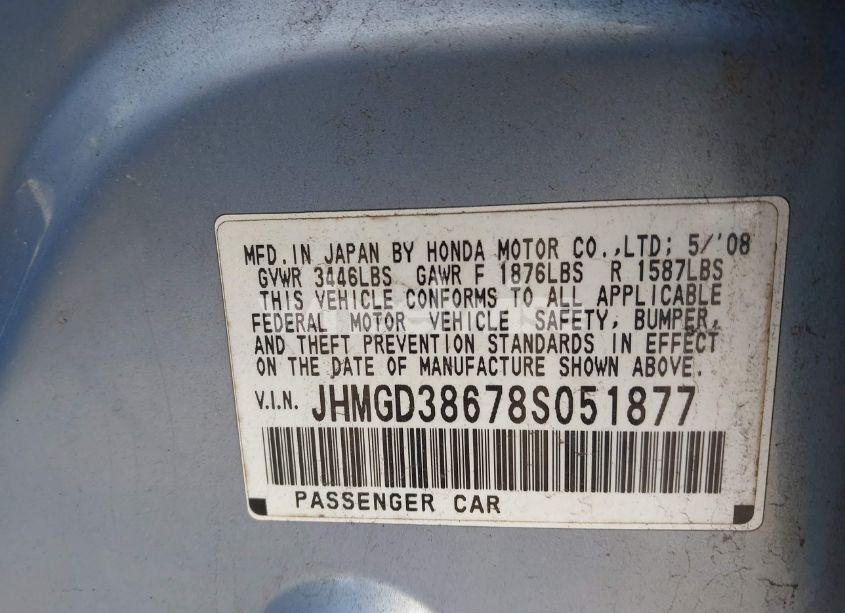 MFD. IN JAPAN BY HONDA MOTOR CO.,LTD; 5/'08
GVWR 3446LBS GAWR F 1876LBS R 1587LBS
THIS VEHICLE CONFORMS TO ALL APPLICABLE
FEDERAL MOTOR VEHICLE SAFETY, BUMPER,
AND THEFT PREVENTION STANDARDS IN EFFECT
ON THE DATE OF MANUFACTURE SHOWN ABOVE.
V.I.N. JHMGD38678S051877
PASSENGER CAR